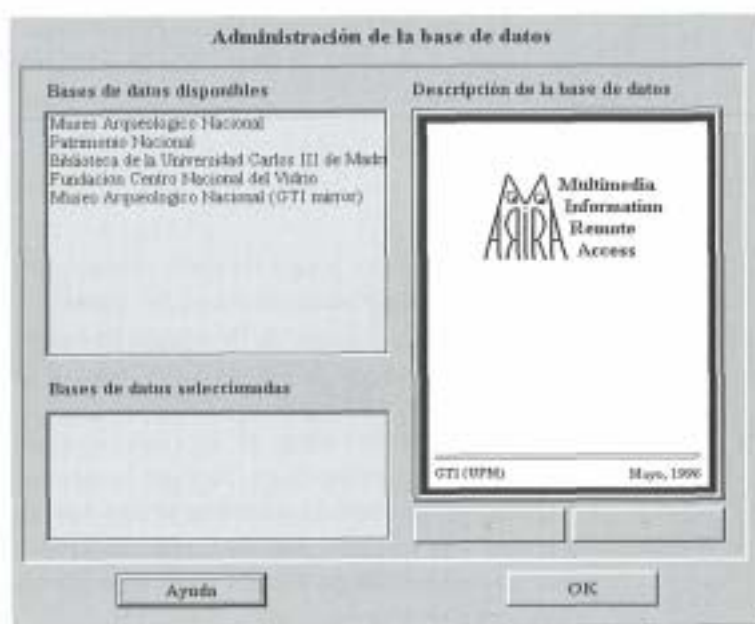 Administración de la base de datos
Bases de datos disponibles
Museo Arqueologico Nacional
Patrimonio Nacional
Biblioteca de la Universidad Carlos III de Madr
Fundacion Centro Nacional del Vidrio
Museo Arqueologico Nacional (GTI mirror)
Bases de datos seleccionadas
Descripción de la base de datos
Multimedia
Information
Remote
Access
GTI (UPM)
Mayo, 1996
Ayuda
OK